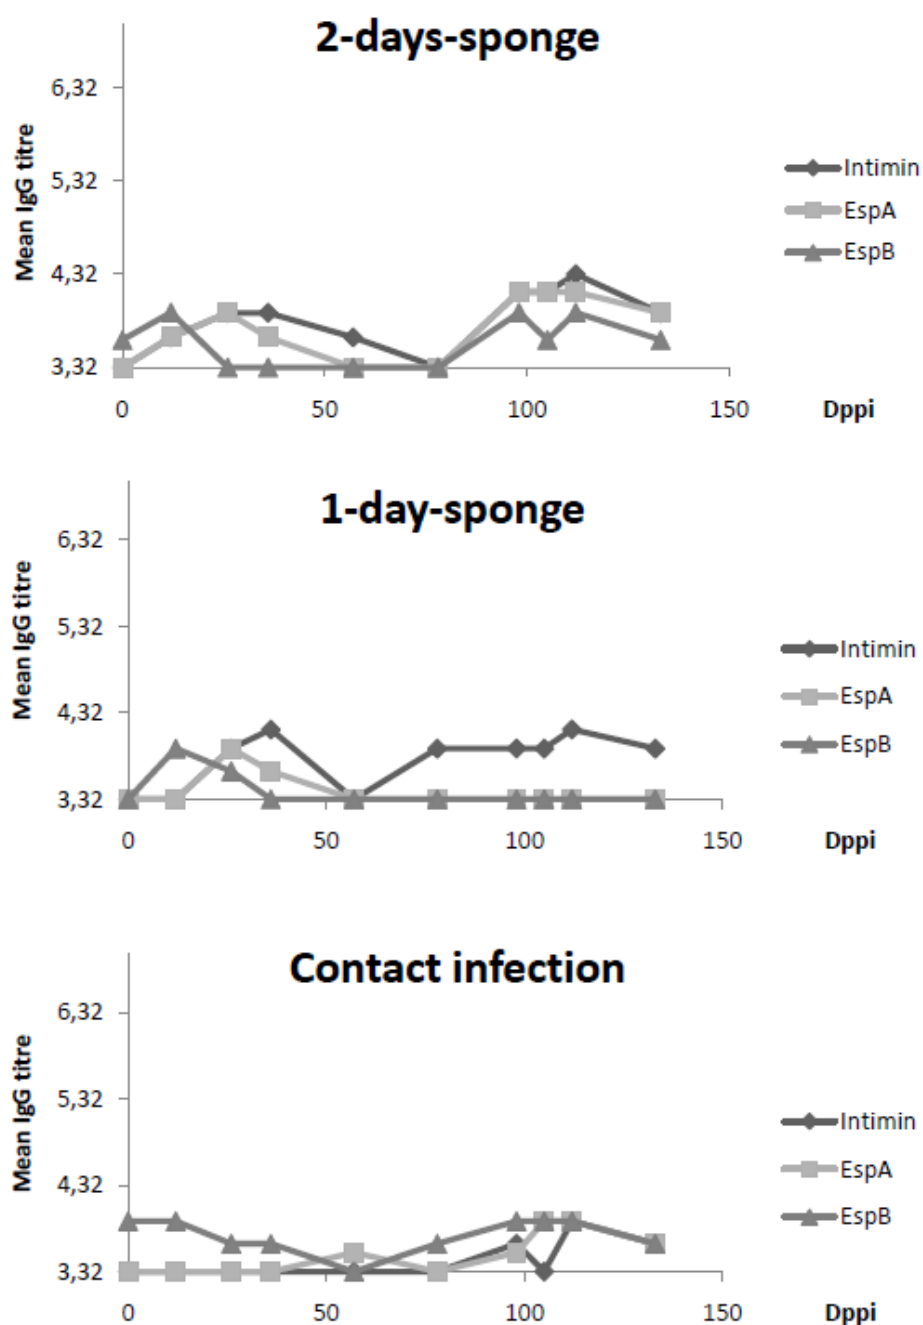 2-days-sponge
Mean IgG titre
6,32
5,32
4,32
3,32
0 50 100 150 Dppi
Intimin
EspA
EspB
1-day-sponge
Mean IgG titre
6,32
5,32
4,32
3,32
0 50 100 150 Dppi
Intimin
EspA
EspB
Contact infection
Mean IgG titre
6,32
5,32
4,32
3,32
0 50 100 150 Dppi
Intimin
EspA
EspB